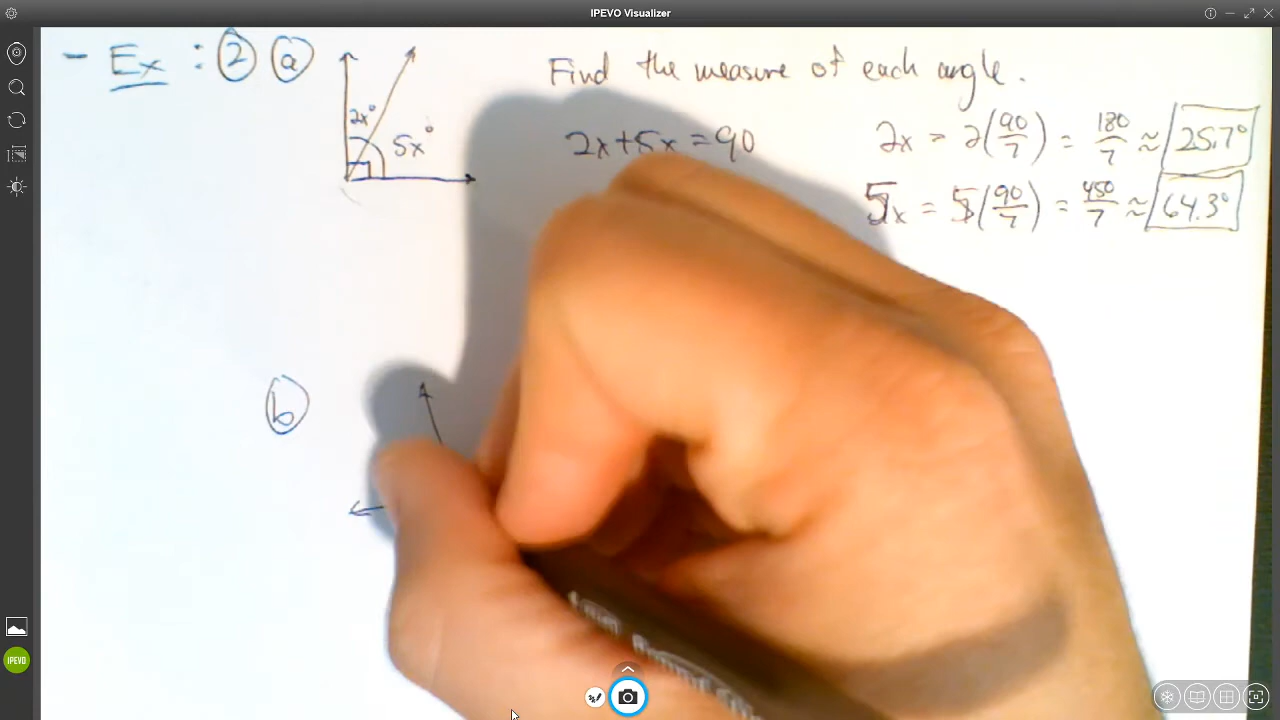 IPEVO Visualizer
- Ex : ② ⓐ
Find the measure of each angle.
2x°
5x°
2x+5x=90
2x = 2(90/7) = 180/7 ≈ 25.7°
5x = 5(90/7) = 450/7 ≈ 64.3°
ⓑ
IPEVO